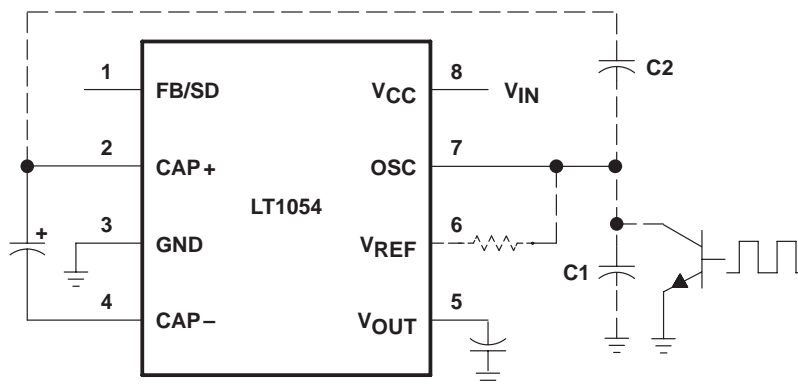 C2
1
FB/SD
VCC
8
VIN
2
CAP+
OSC
7
LT1054
+
3
GND
VREF
6
C1
4
CAP−
VOUT
5